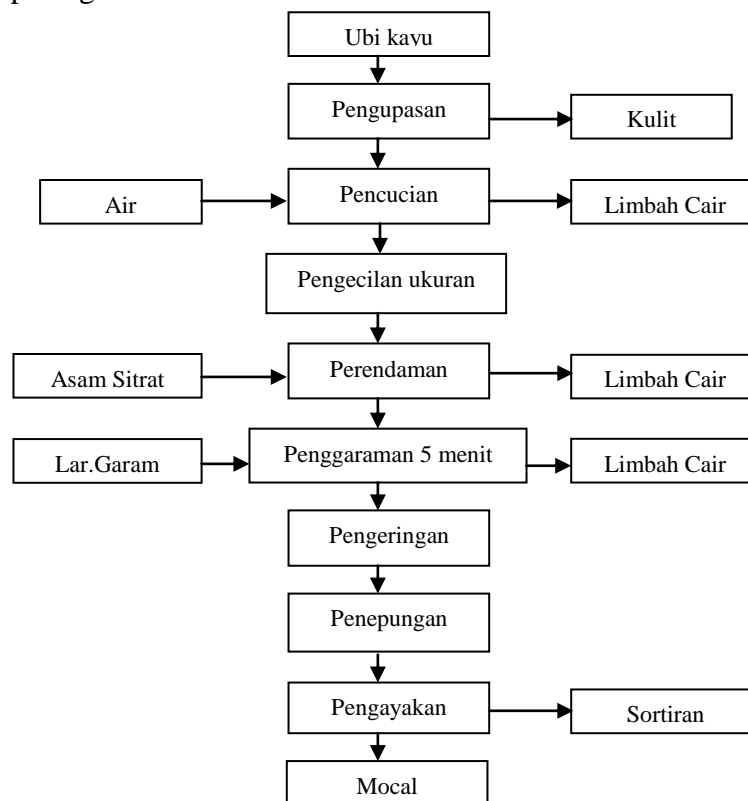 Ubi kayu
Pengupasan
Kulit
Air
Pencucian
Limbah Cair
Pengecilan ukuran
Asam Sitrat
Perendaman
Limbah Cair
Lar.Garam
Penggaraman 5 menit
Limbah Cair
Pengeringan
Penepungan
Pengayakan
Sortiran
Mocal